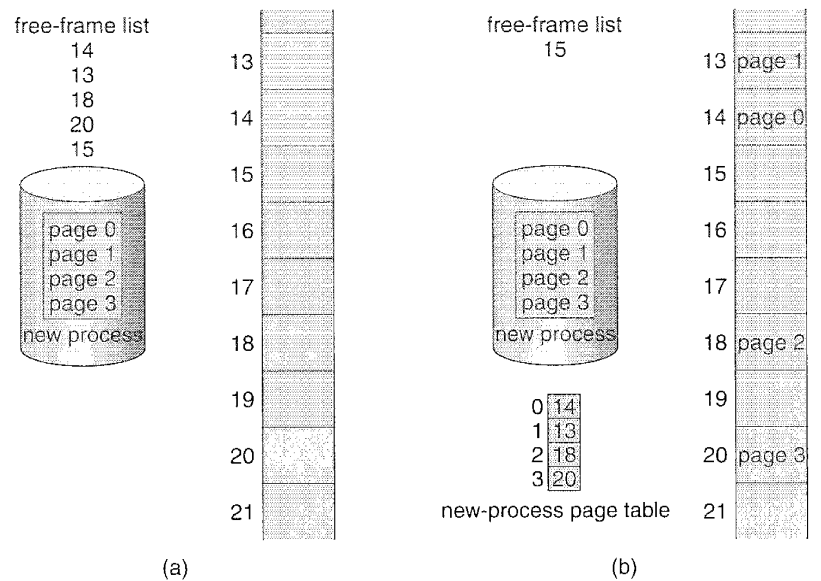 free-frame list
14
13
18
20
15
page 0
page 1
page 2
page 3
new process
13
14
15
16
17
18
19
20
21
(a)
free-frame list
15
page 0
page 1
page 2
page 3
new process
0 14
1 13
2 18
3 20
new-process page table
13 page 1
14 page 0
15
16
17
18 page 2
19
20 page 3
21
(b)